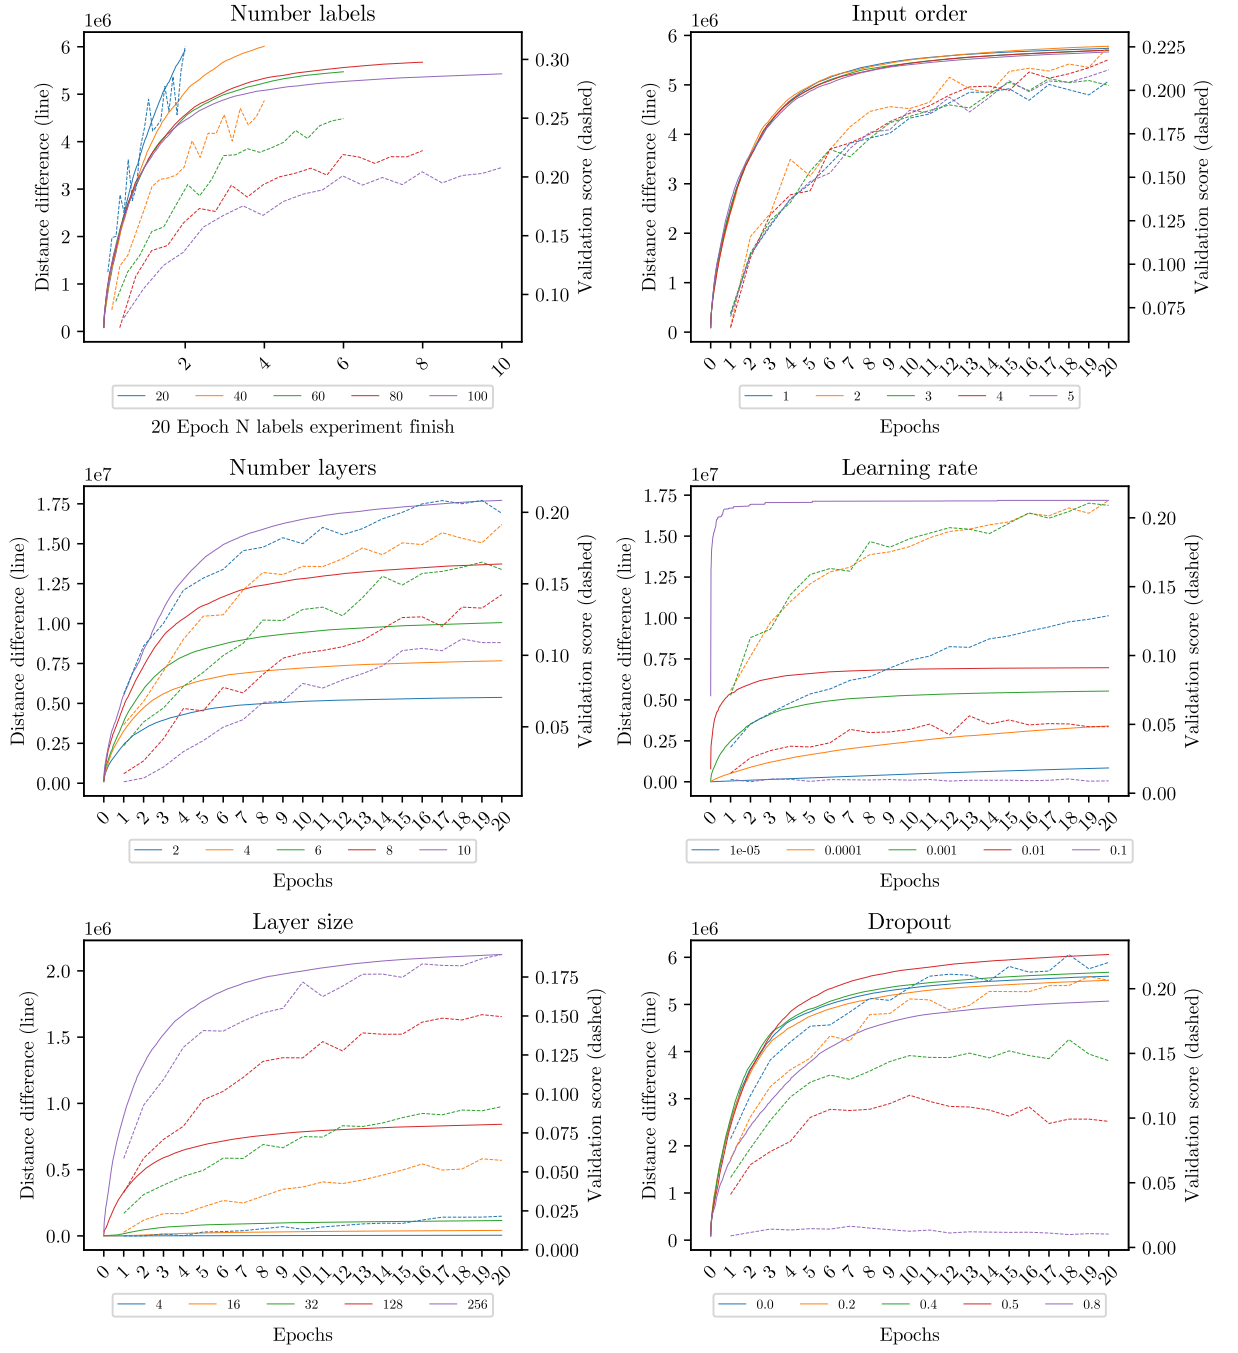 Number labels
1e6
Distance difference (line)
0
1
2
3
4
5
6
0.10
0.15
0.20
0.25
0.30
Validation score (dashed)
2
4
6
8
10
20 40 60 80 100
20 Epoch N labels experiment finish
Input order
1e6
Distance difference (line)
0
1
2
3
4
5
6
0.075
0.100
0.125
0.150
0.175
0.200
0.225
Validation score (dashed)
0 1 2 3 4 5 6 7 8 9 10 11 12 13 14 15 16 17 18 19 20
1 2 3 4 5
Epochs
Number layers
1e7
Distance difference (line)
0.00
0.25
0.50
0.75
1.00
1.25
1.50
1.75
0.05
0.10
0.15
0.20
Validation score (dashed)
0 1 2 3 4 5 6 7 8 9 10 11 12 13 14 15 16 17 18 19 20
2 4 6 8 10
Epochs
Learning rate
1e7
Distance difference (line)
0.00
0.25
0.50
0.75
1.00
1.25
1.50
1.75
0.00
0.05
0.10
0.15
0.20
Validation score (dashed)
0 1 2 3 4 5 6 7 8 9 10 11 12 13 14 15 16 17 18 19 20
1e-05 0.0001 0.001 0.01 0.1
Epochs
Layer size
1e6
Distance difference (line)
0.0
0.5
1.0
1.5
2.0
0.000
0.025
0.050
0.075
0.100
0.125
0.150
0.175
Validation score (dashed)
0 1 2 3 4 5 6 7 8 9 10 11 12 13 14 15 16 17 18 19 20
4 16 32 128 256
Epochs
Dropout
1e6
Distance difference (line)
0
1
2
3
4
5
6
0.00
0.05
0.10
0.15
0.20
Validation score (dashed)
0 1 2 3 4 5 6 7 8 9 10 11 12 13 14 15 16 17 18 19 20
0.0 0.2 0.4 0.5 0.8
Epochs